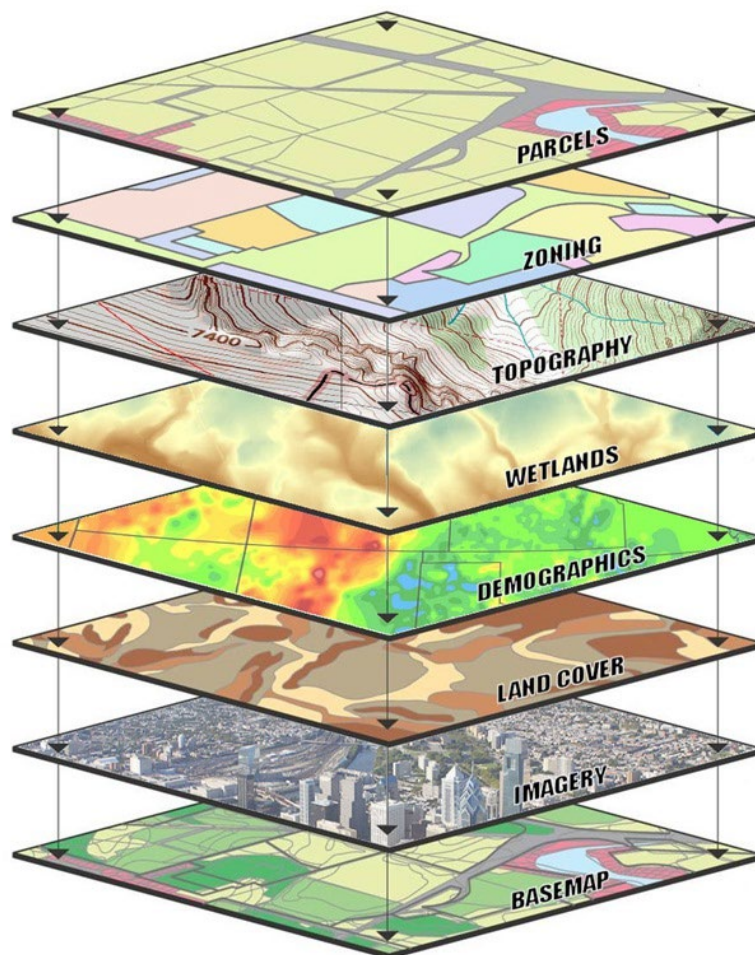 PARCELS
ZONING
7400
TOPOGRAPHY
WETLANDS
DEMOGRAPHICS
LAND COVER
IMAGERY
BASEMAP